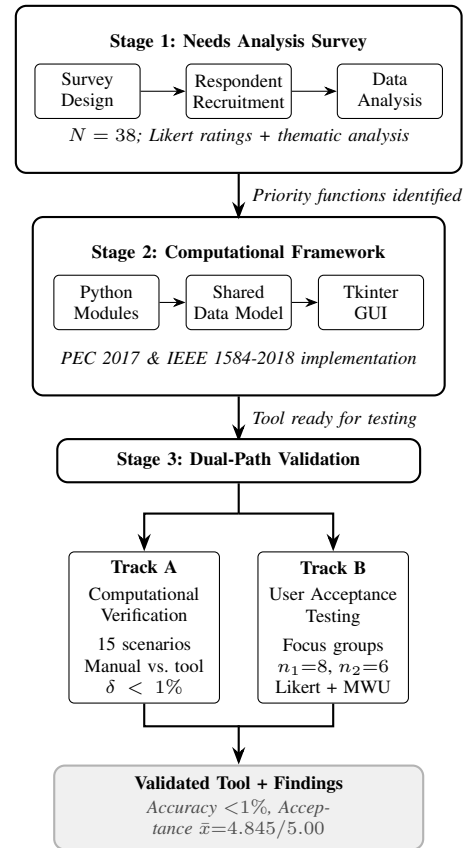 Stage 1: Needs Analysis Survey
Survey
Design
Respondent
Recruitment
Data
Analysis
N = 38; Likert ratings + thematic analysis
Priority functions identified
Stage 2: Computational Framework
Python
Modules
Shared
Data Model
Tkinter
GUI
PEC 2017 & IEEE 1584-2018 implementation
Tool ready for testing
Stage 3: Dual-Path Validation
Track A
Computational
Verification
15 scenarios
Manual vs. tool
δ < 1%
Track B
User Acceptance
Testing
Focus groups
n₁=8, n₂=6
Likert + MWU
Validated Tool + Findings
Accuracy <1%, Accep-
tance x̄=4.845/5.00